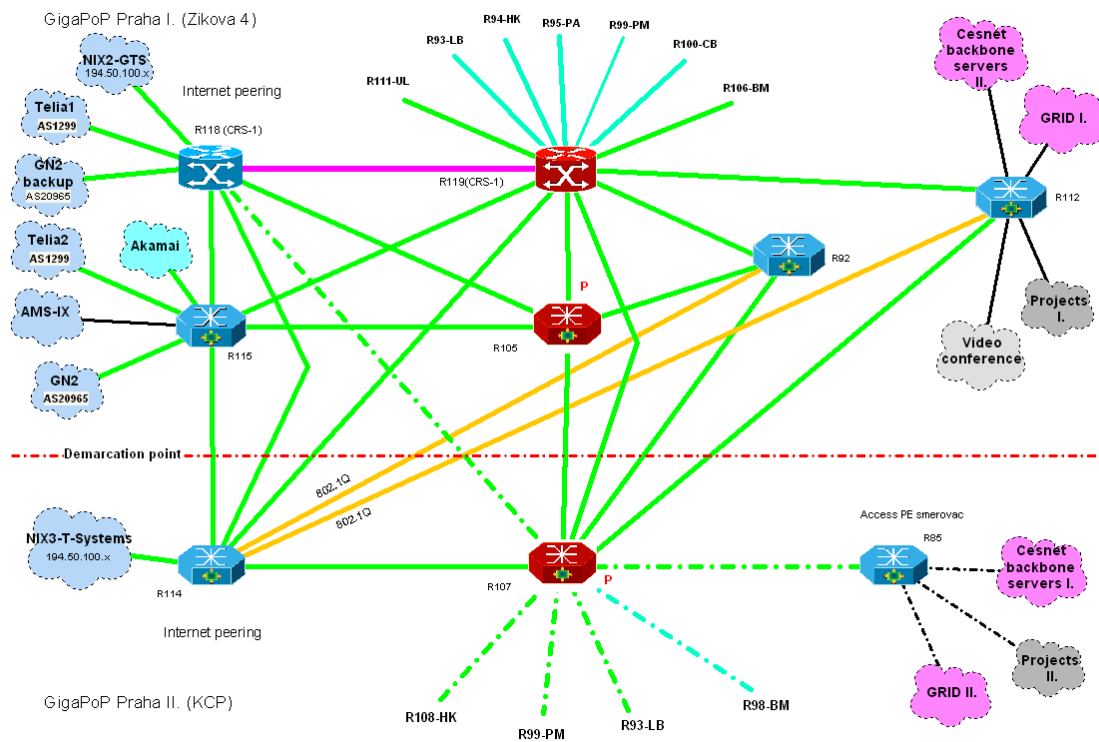 GigaPoP Praha I. (Zikova 4)
R94-HK
R95-PA
R99-PM
R93-LB
R100-CB
R111-UL
R106-BM
NIX2-GTS
194.50.100.x
Internet peering
Telia1
AS1299
R118 (CRS-1)
R119(CRS-1)
GN2
backup
AS20965
Cesnet
backbone
servers
II.
GRID I.
R112
Telia2
AS1299
Akamai
R92
AMS-IX
R115
P
R105
Projects
I.
Video
conference
GN2
AS20965
Demarcation point
802.1Q
802.1Q
NIX3-T-Systems
194.50.100.x
R114
R107
P
Access PE smerovac
R85
Cesnet
backbone
servers I.
Internet peering
Projects
II.
GRID II.
GigaPoP Praha II. (KCP)
R108-HK
R99-PM
R93-LB
R98-BM